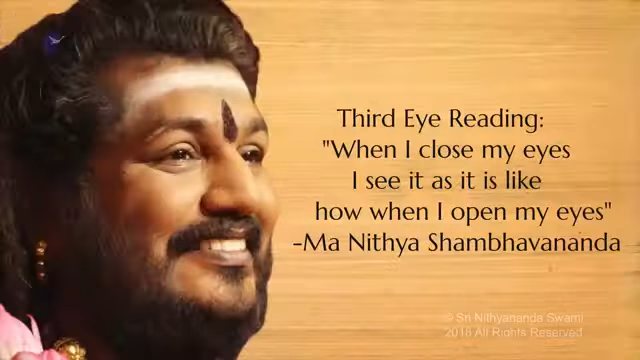 Third Eye Reading:
"When I close my eyes
I see it as it is like
how when I open my eyes"
-Ma Nithya Shambhavananda
© Sri Nithyananda Swami
2018 All Rights Reserved